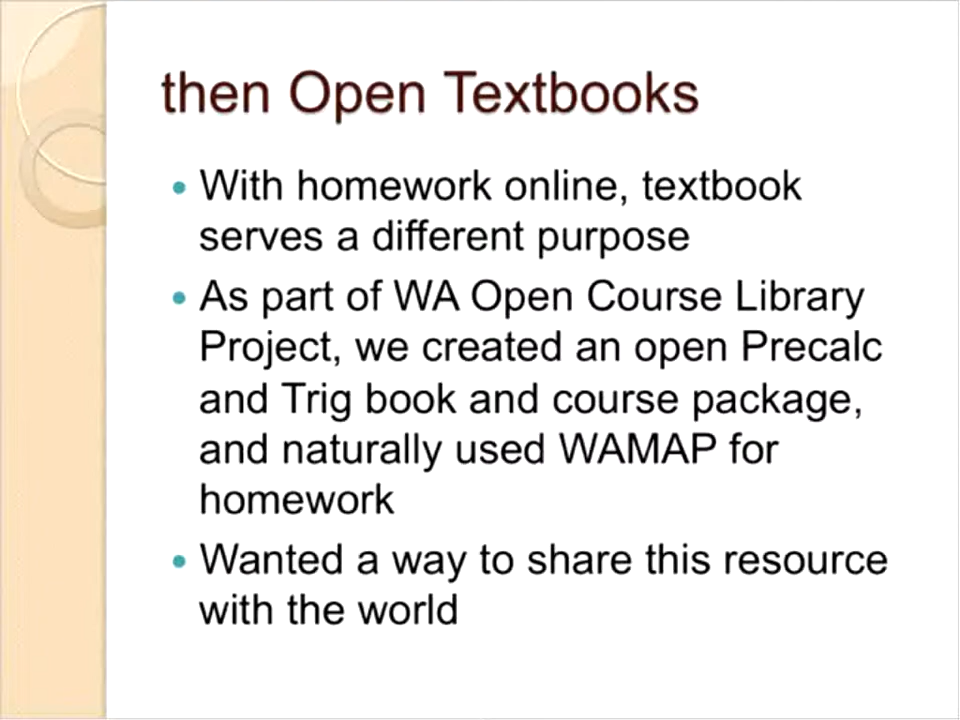 then Open Textbooks
With homework online, textbook
serves a different purpose
As part of WA Open Course Library
Project, we created an open Precalc
and Trig book and course package,
and naturally used WAMAP for
homework
Wanted a way to share this resource
with the world